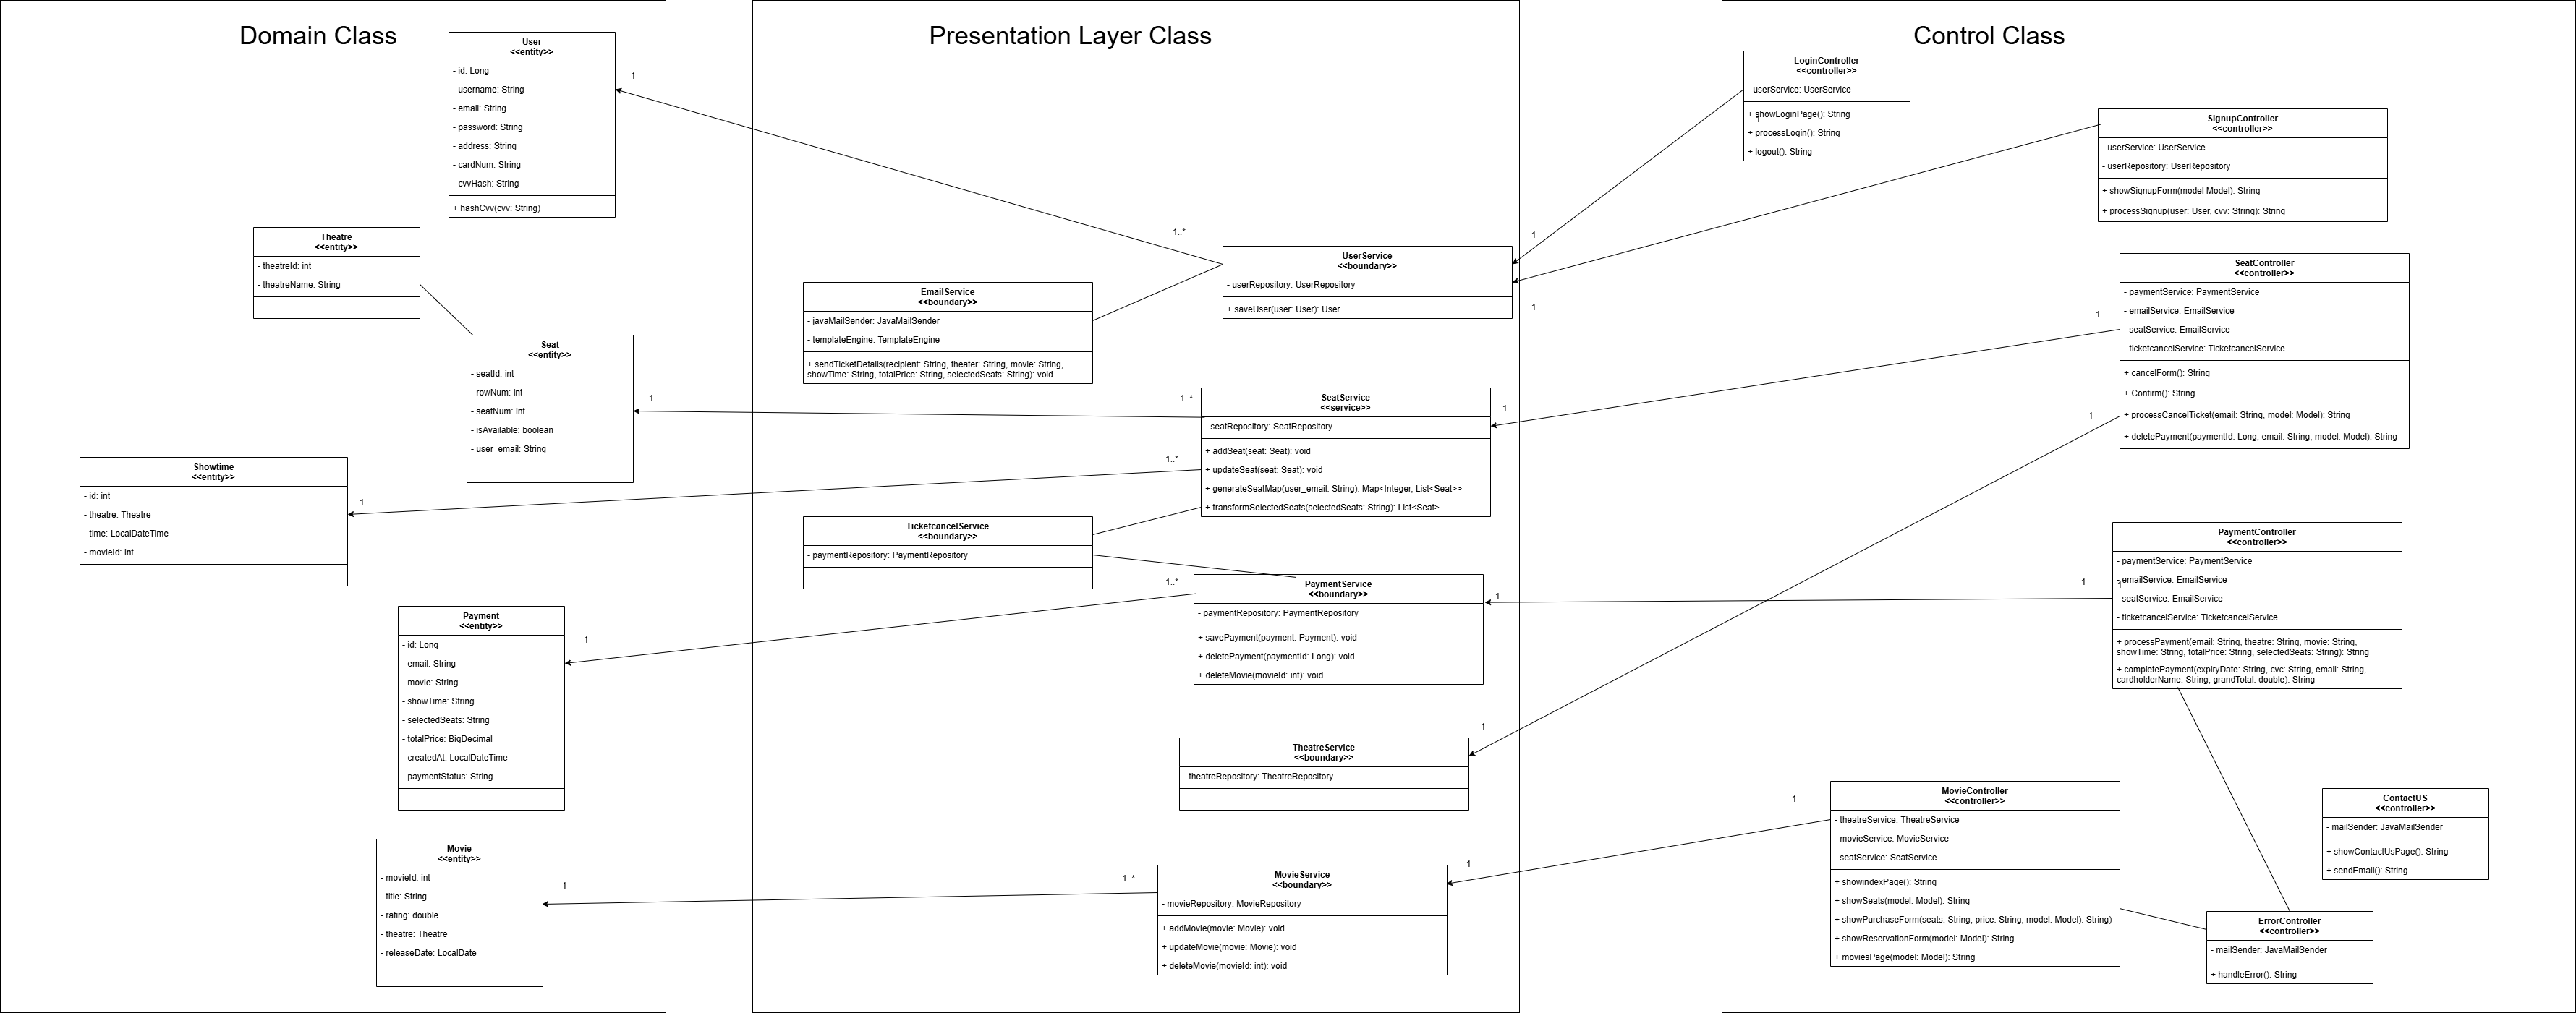 Domain Class
User
<<entity>>
- id: Long
- username: String
- email: String
- password: String
- address: String
- cardNum: String
- cvvHash: String
+ hashCvv(cvv: String)
1
Theatre
<<entity>>
- theatreId: int
- theatreName: String
Seat
<<entity>>
- seatId: int
- rowNum: int
- seatNum: int
- isAvailable: boolean
- user_email: String
1
Showtime
<<entity>>
- id: int
- theatre: Theatre
- time: LocalDateTime
- movieId: int
1
Payment
<<entity>>
- id: Long
- email: String
- movie: String
- showTime: String
- selectedSeats: String
- totalPrice: BigDecimal
- createdAt: LocalDateTime
- paymentStatus: String
1
Movie
<<entity>>
- movieId: int
- title: String
- rating: double
- theatre: Theatre
- releaseDate: LocalDate
1
Presentation Layer Class
1..*
UserService
<<boundary>>
- userRepository: UserRepository
+ saveUser(user: User): User
1
1
EmailService
<<boundary>>
- javaMailSender: JavaMailSender
- templateEngine: TemplateEngine
+ sendTicketDetails(recipient: String, theater: String, movie: String,
showTime: String, totalPrice: String, selectedSeats: String): void
1..*
SeatService
<<service>>
- seatRepository: SeatRepository
+ addSeat(seat: Seat): void
+ updateSeat(seat: Seat): void
+ generateSeatMap(user_email: String): Map<Integer, List<Seat>>
+ transformSelectedSeats(selectedSeats: String): List<Seat>
1
1..*
TicketcancelService
<<boundary>>
- paymentRepository: PaymentRepository
1..*
PaymentService
<<boundary>>
- paymentRepository: PaymentRepository
+ savePayment(payment: Payment): void
+ deletePayment(paymentId: Long): void
+ deleteMovie(movieId: int): void
1
TheatreService
<<boundary>>
- theatreRepository: TheatreRepository
1
1..*
MovieService
<<boundary>>
- movieRepository: MovieRepository
+ addMovie(movie: Movie): void
+ updateMovie(movie: Movie): void
+ deleteMovie(movieId: int): void
1
Control Class
LoginController
<<controller>>
- userService: UserService
+ showLoginPage(): String
1
+ processLogin(): String
+ logout(): String
SignupController
<<controller>>
- userService: UserService
- userRepository: UserRepository
+ showSignupForm(model Model): String
+ processSignup(user: User, cvv: String): String
SeatController
<<controller>>
- paymentService: PaymentService
- emailService: EmailService
- seatService: EmailService
- ticketcancelService: TicketcancelService
+ cancelForm(): String
+ Confirm(): String
+ processCancelTicket(email: String, model: Model): String
+ deletePayment(paymentId: Long, email: String, model: Model): String
1
1
PaymentController
<<controller>>
- paymentService: PaymentService
- emailService: EmailService
- seatService: EmailService
- ticketcancelService: TicketcancelService
+ processPayment(email: String, theatre: String, movie: String,
showTime: String, totalPrice: String, selectedSeats: String): String
+ completePayment(expiryDate: String, cvc: String, email: String,
cardholderName: String, grandTotal: double): String
1
1
MovieController
<<controller>>
- theatreService: TheatreService
- movieService: MovieService
- seatService: SeatService
+ showindexPage(): String
+ showSeats(model: Model): String
+ showPurchaseForm(seats: String, price: String, model: Model): String)
+ showReservationForm(model: Model): String
+ moviesPage(model: Model): String
1
ContactUS
<<controller>>
- mailSender: JavaMailSender
+ showContactUsPage(): String
+ sendEmail(): String
ErrorController
<<controller>>
- mailSender: JavaMailSender
+ handleError(): String